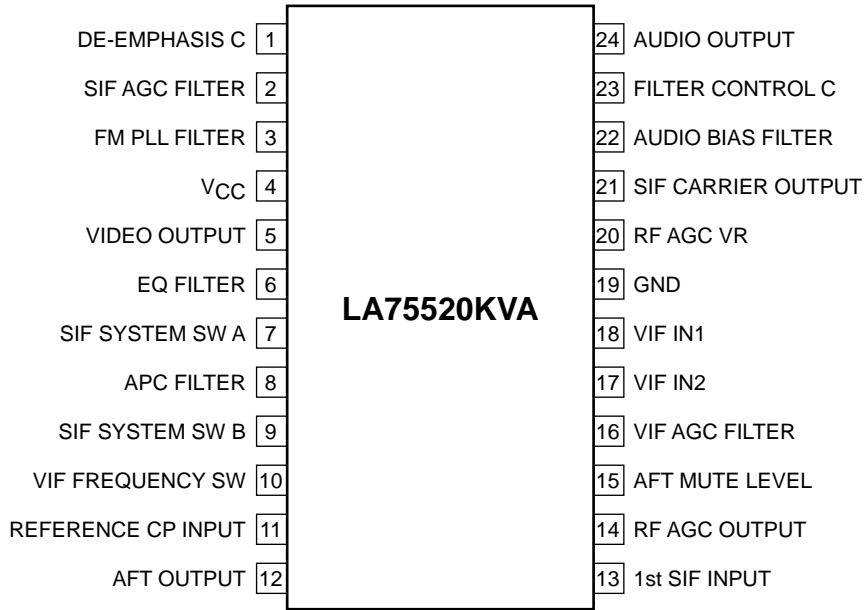 DE-EMPHASIS C 1
SIF AGC FILTER 2
FM PLL FILTER 3
VCC 4
VIDEO OUTPUT 5
EQ FILTER 6
SIF SYSTEM SW A 7
APC FILTER 8
SIF SYSTEM SW B 9
VIF FREQUENCY SW 10
REFERENCE CP INPUT 11
AFT OUTPUT 12
LA75520KVA
24 AUDIO OUTPUT
23 FILTER CONTROL C
22 AUDIO BIAS FILTER
21 SIF CARRIER OUTPUT
20 RF AGC VR
19 GND
18 VIF IN1
17 VIF IN2
16 VIF AGC FILTER
15 AFT MUTE LEVEL
14 RF AGC OUTPUT
13 1st SIF INPUT